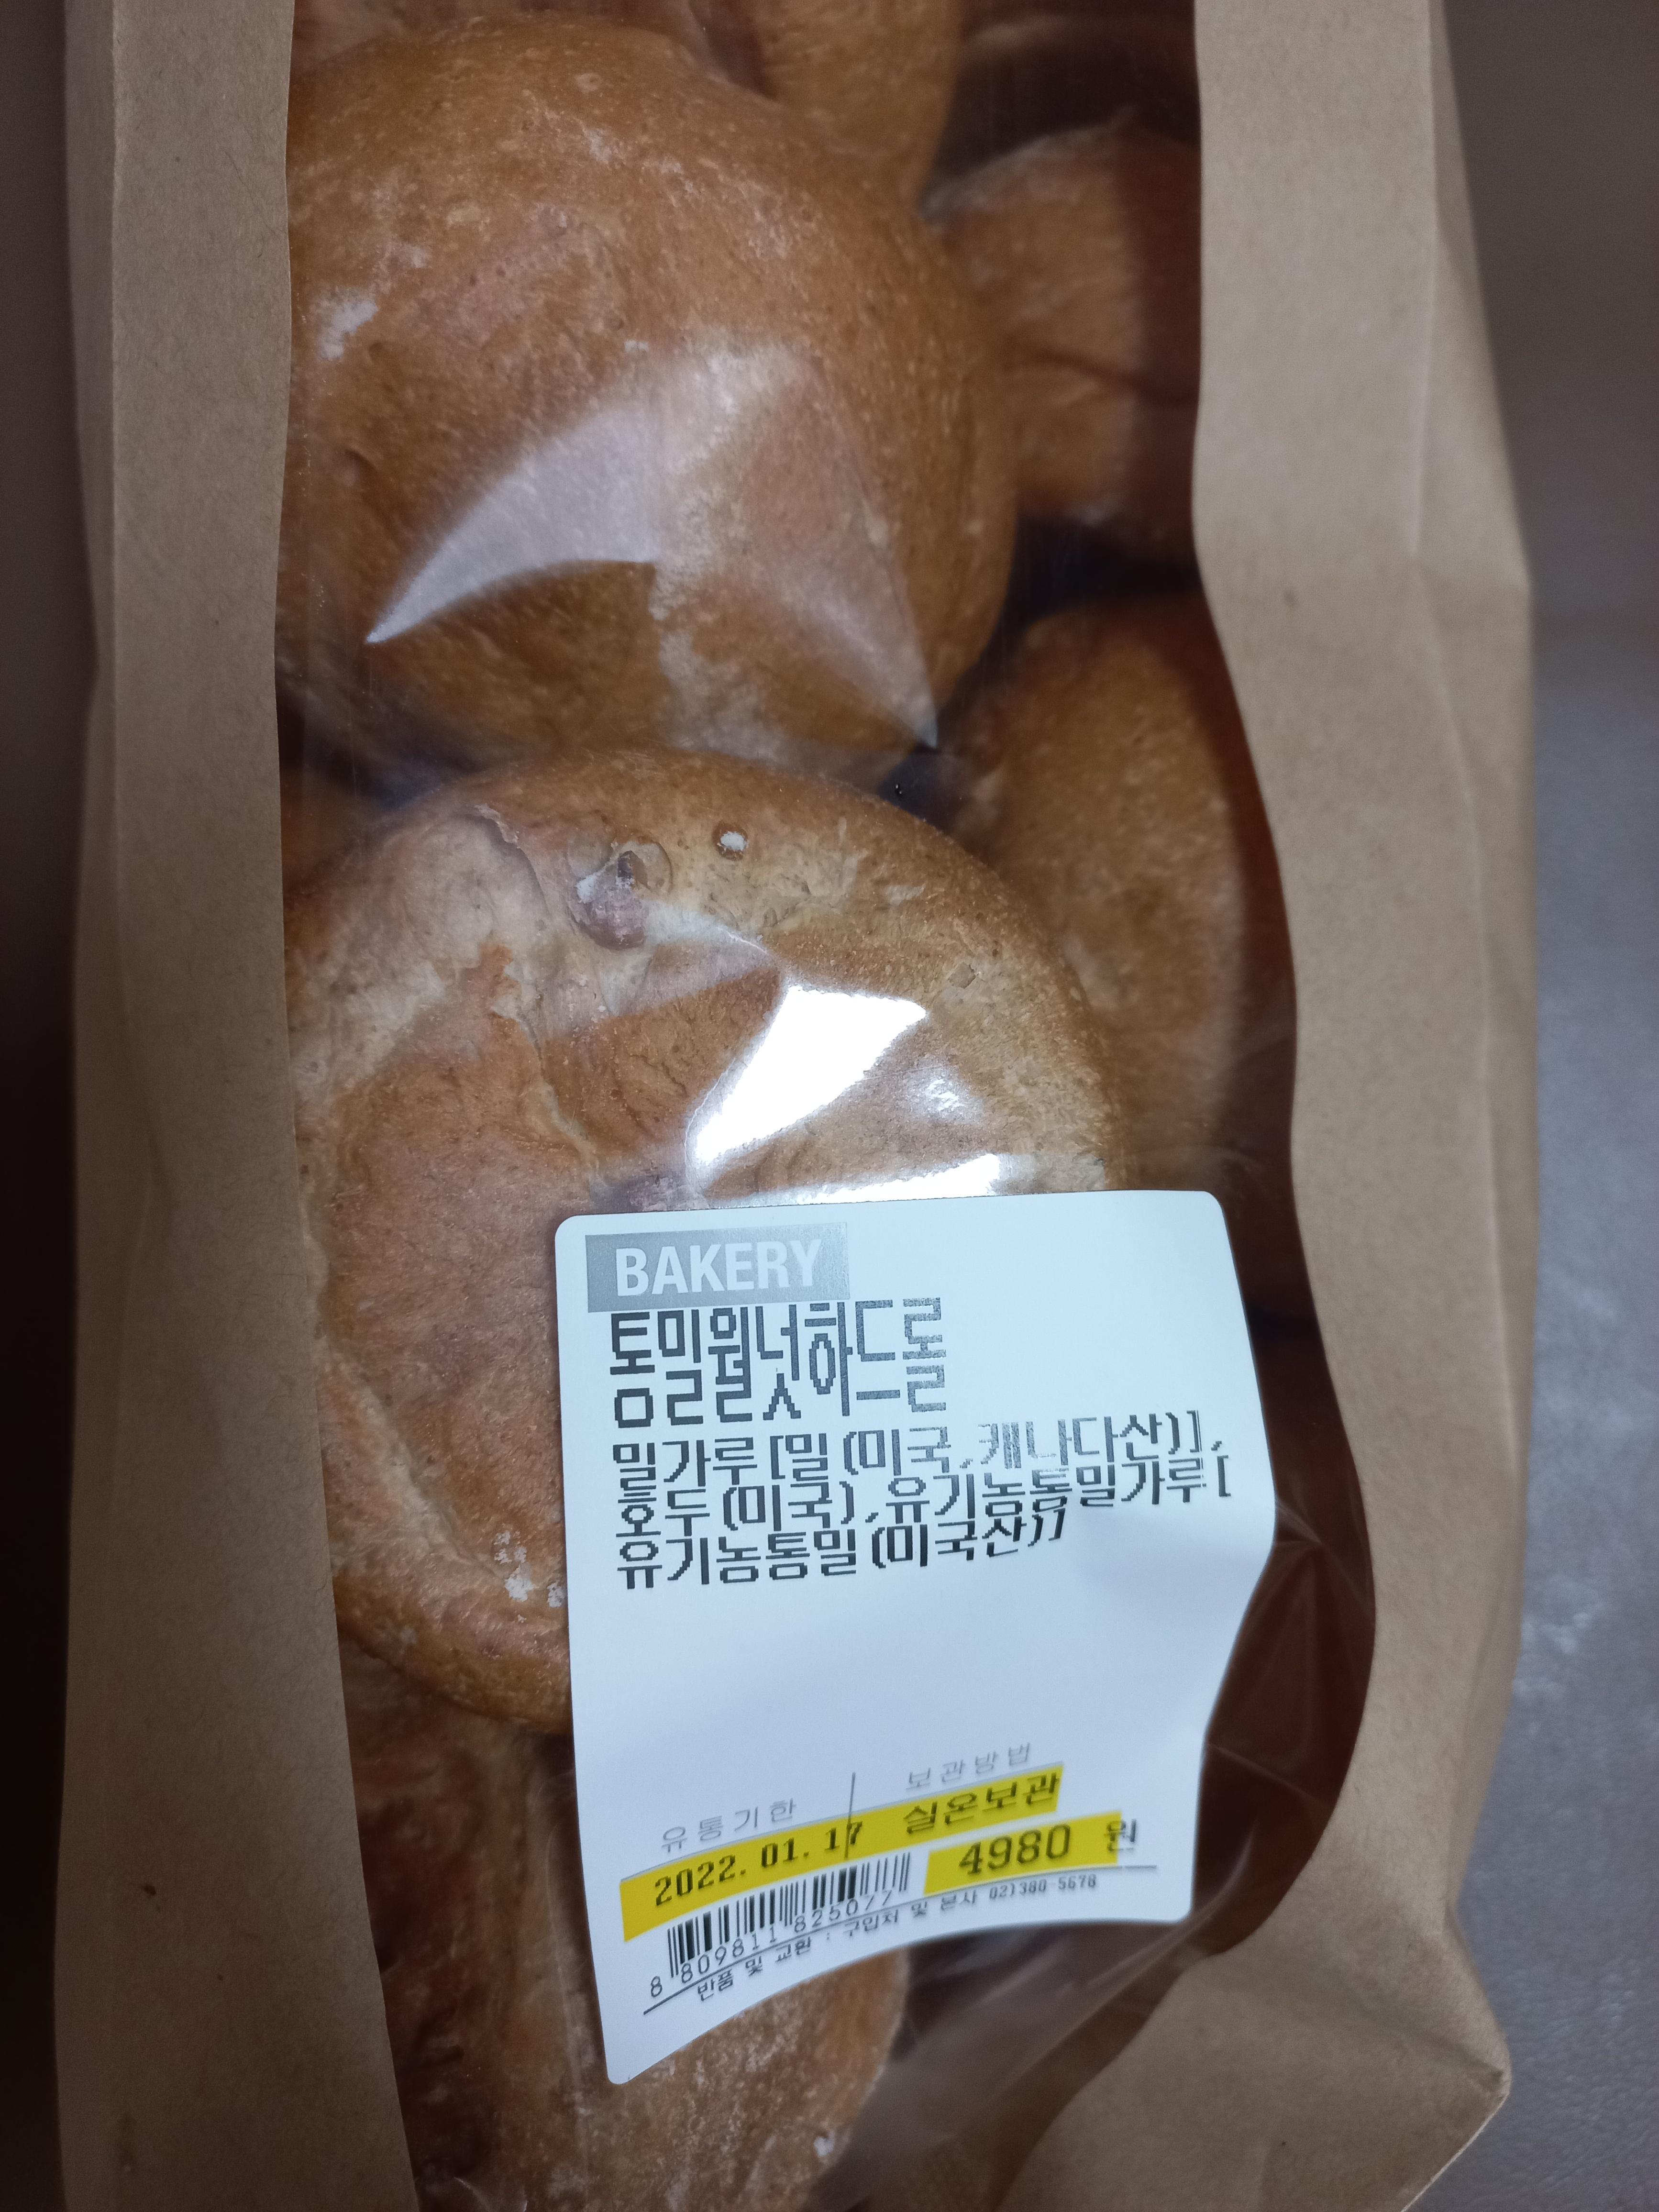 BAKERY
통밀월넛하드롤
밀가루[밀(미국,캐나다산)],
호두(미국),유기농통밀가루[
유기농통밀(미국산)]
유통기한
보관방법
2022.01.17
실온보관
4980 원
8 809811 825077
반품 및 교환 : 구입처 및 본사 02)380-5678